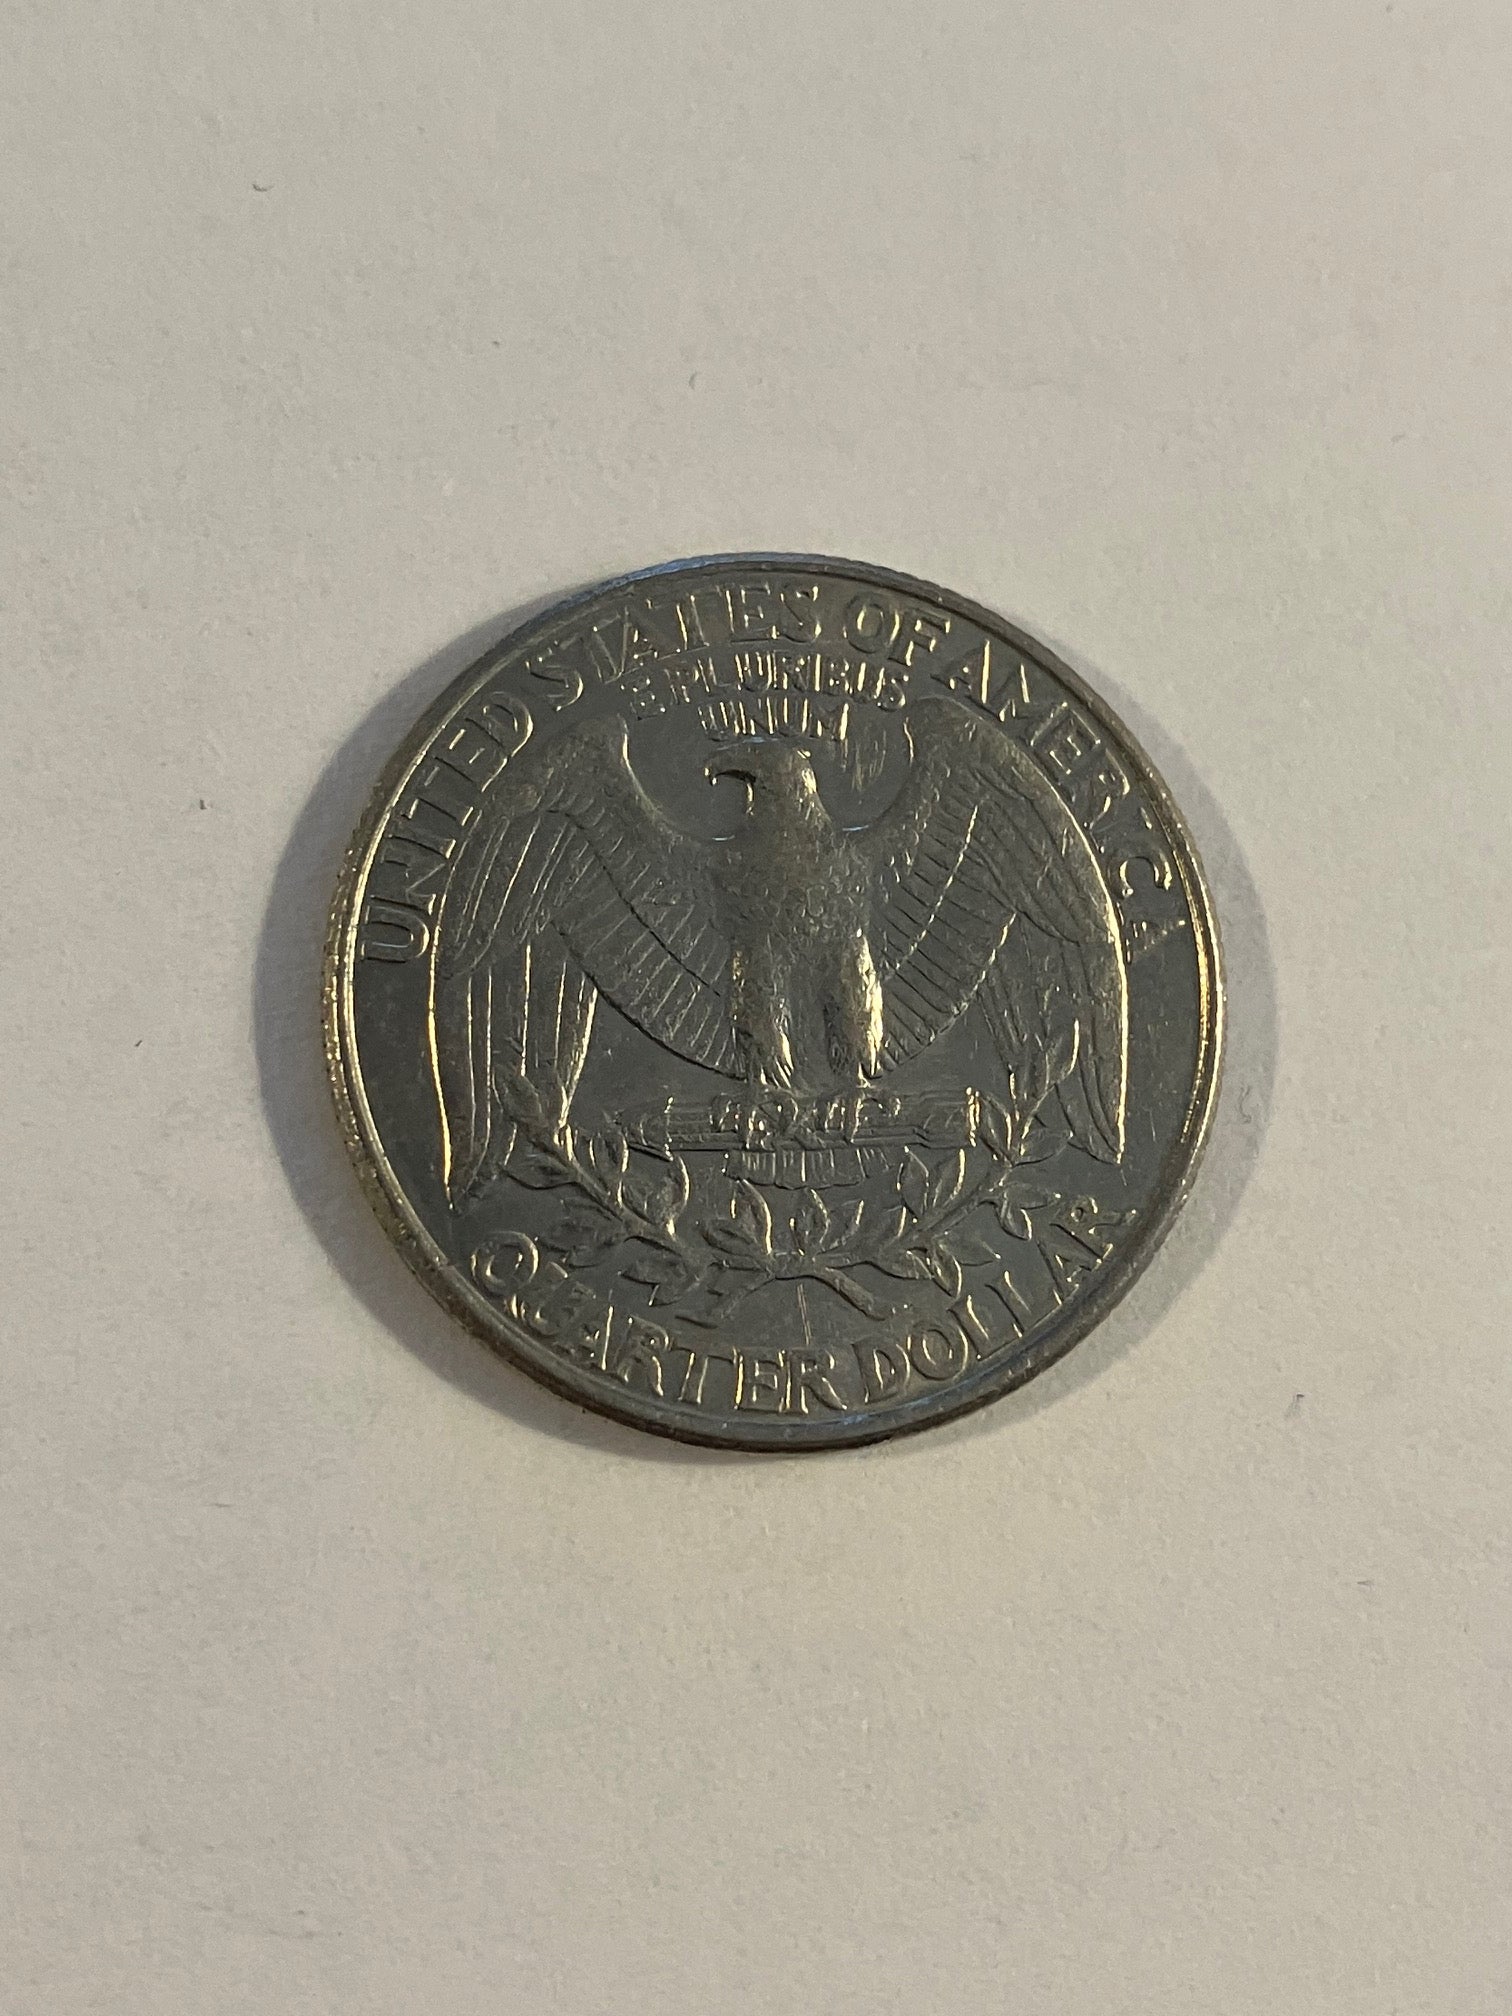 UNITED STATES OF AMERICA
E PLURIBUS
UNUM
QUARTER DOLLAR